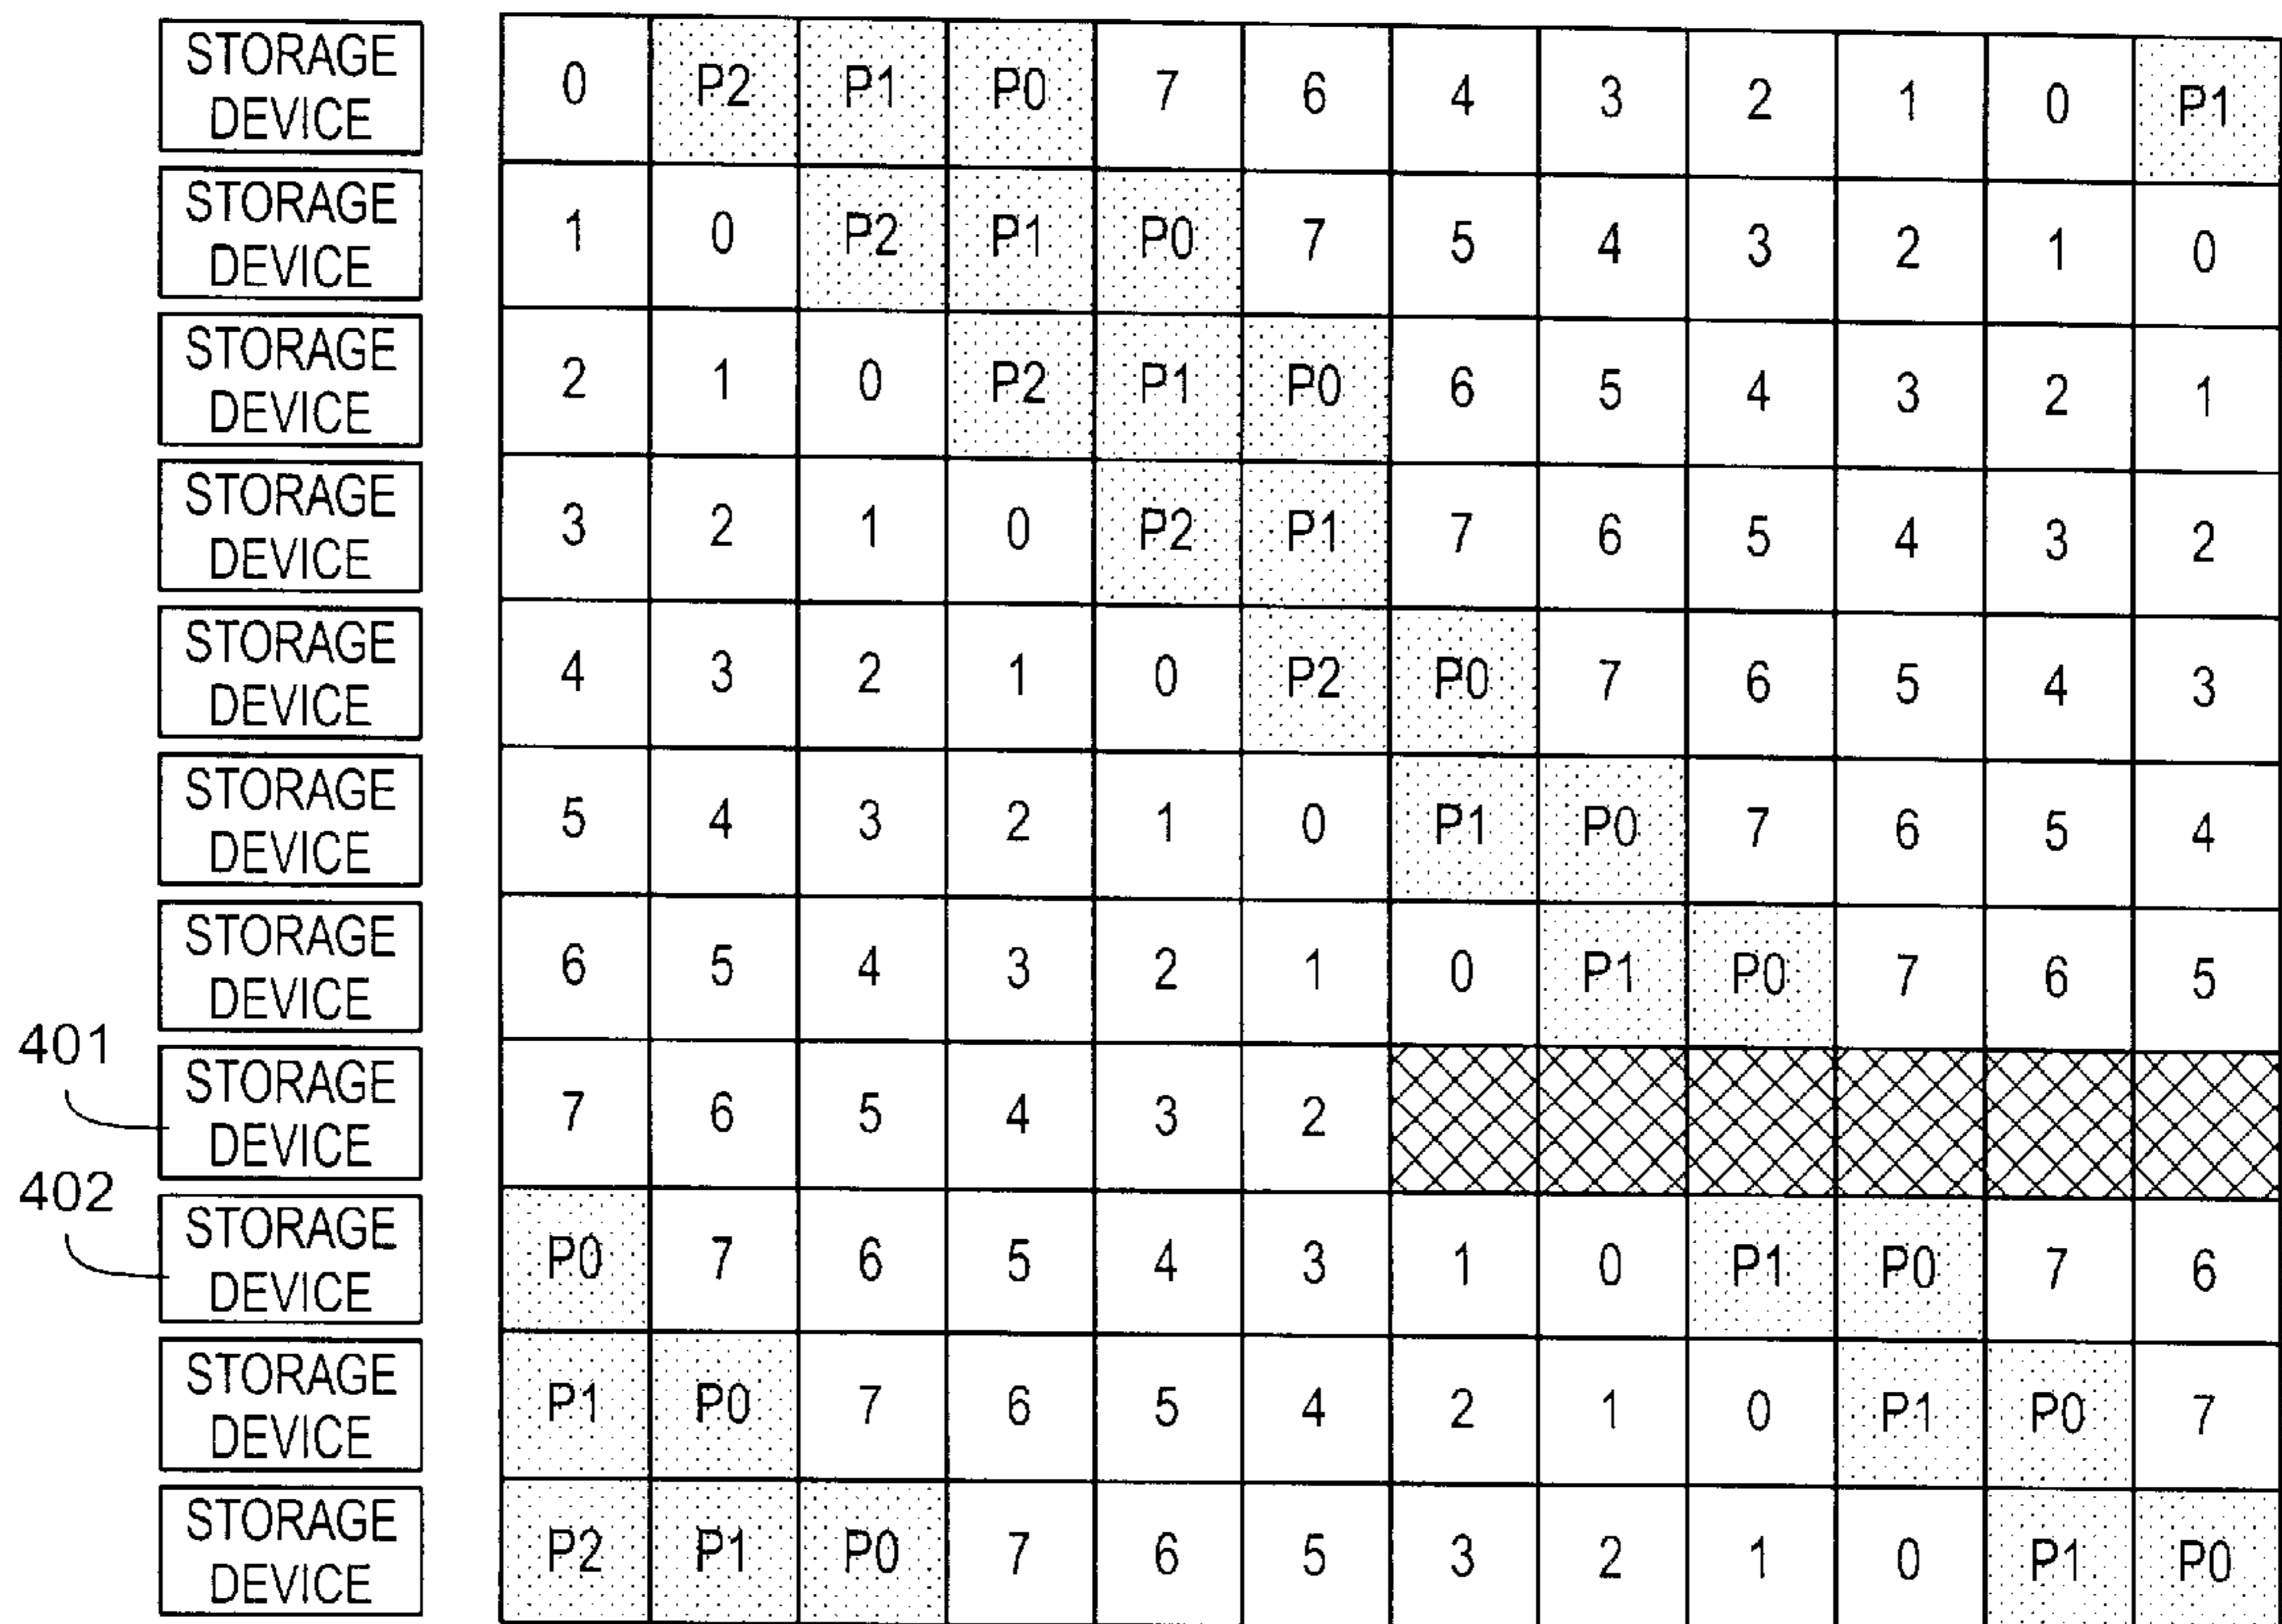 STORAGE DEVICE 0 P2 P1 P0 7 6 4 3 2 1 0 P1
STORAGE DEVICE 1 0 P2 P1 P0 7 5 4 3 2 1 0
STORAGE DEVICE 2 1 0 P2 P1 P0 6 5 4 3 2 1
STORAGE DEVICE 3 2 1 0 P2 P1 7 6 5 4 3 2
STORAGE DEVICE 4 3 2 1 0 P2 P0 7 6 5 4 3
STORAGE DEVICE 5 4 3 2 1 0 P1 P0 7 6 5 4
STORAGE DEVICE 6 5 4 3 2 1 0 P1 P0 7 6 5
401 STORAGE DEVICE 7 6 5 4 3 2
402 STORAGE DEVICE P0 7 6 5 4 3 1 0 P1 P0 7 6
STORAGE DEVICE P1 P0 7 6 5 4 2 1 0 P1 P0 7
STORAGE DEVICE P2 P1 P0 7 6 5 3 2 1 0 P1 P0